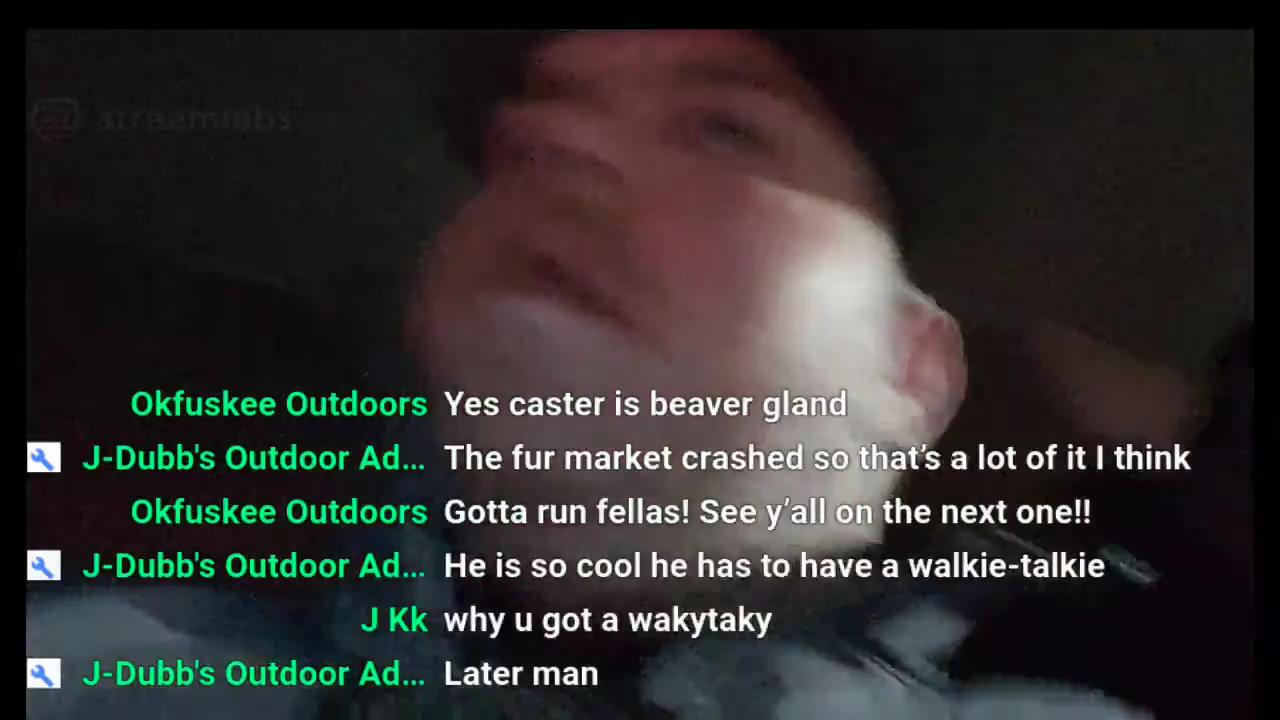 streamlabs
Okfuskee Outdoors Yes caster is beaver gland
J-Dubb's Outdoor Ad... The fur market crashed so that’s a lot of it I think
Okfuskee Outdoors Gotta run fellas! See y’all on the next one!!
J-Dubb's Outdoor Ad... He is so cool he has to have a walkie-talkie
J Kk why u got a wakytaky
J-Dubb's Outdoor Ad... Later man